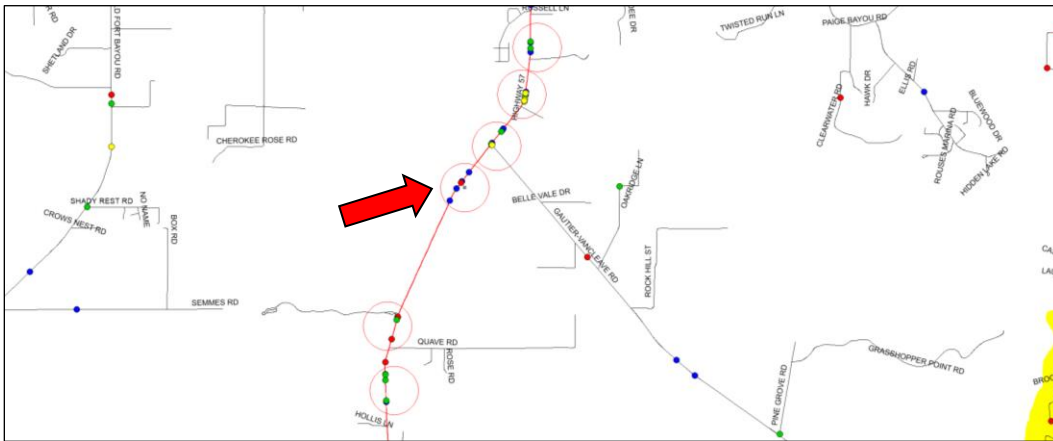 RUSSELL LN
TWISTED RUN LN
PAIGE BAYOU RD
SHETLAND DR
D FORT BAYOU RD
HIGHWAY 57
CLEARWATER RD
HAWK DR
ELLIS RD
BLUEWOOD DR
ROUSES MARINA RD
HIDDEN LAKE RD
CHEROKEE ROSE RD
SHADY REST RD
NO NAME
BOX RD
CROWS NEST RD
BELLE VALE DR
OAKRIDGE LN
GAUTIER-VANCLEAVE RD
ROCK HILL ST
SEMMES RD
QUAVE RD
ROSE RD
GRASSHOPPER POINT RD
PINE GROVE RD
HOLLIS LN